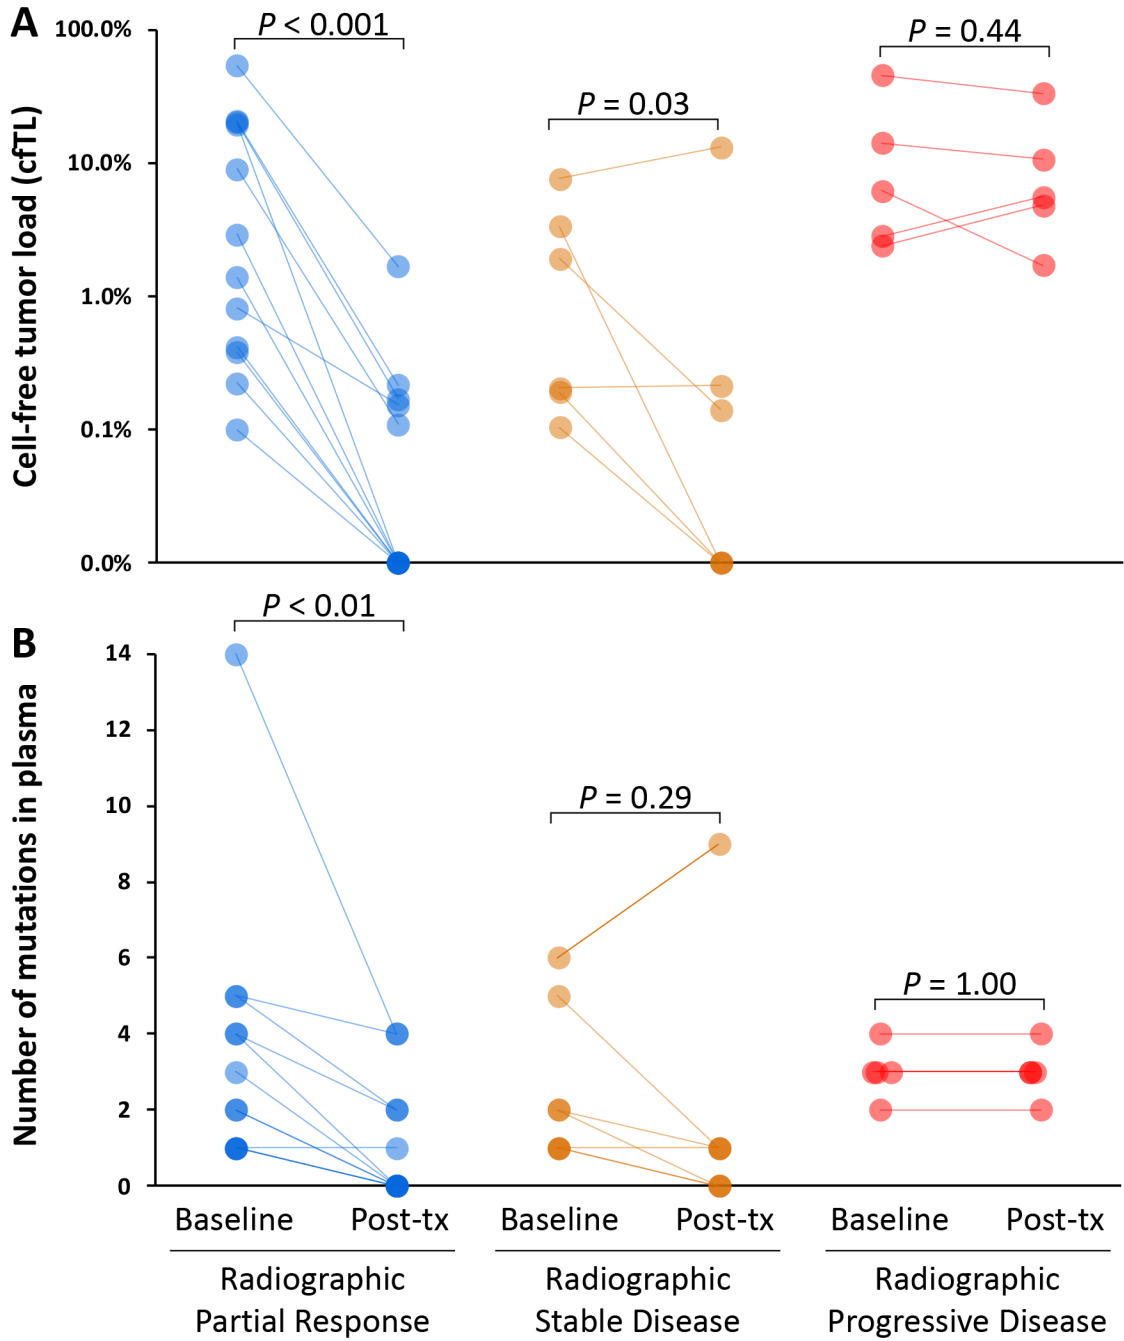 A
Cell-free tumor load (cfTL)
100.0%
10.0%
1.0%
0.1%
0.0%
P < 0.001
P = 0.03
P = 0.44
B
Number of mutations in plasma
14
12
10
8
6
4
2
0
P < 0.01
P = 0.29
P = 1.00
Baseline Post-tx Baseline Post-tx Baseline Post-tx
Radiographic
Partial Response
Radiographic
Stable Disease
Radiographic
Progressive Disease